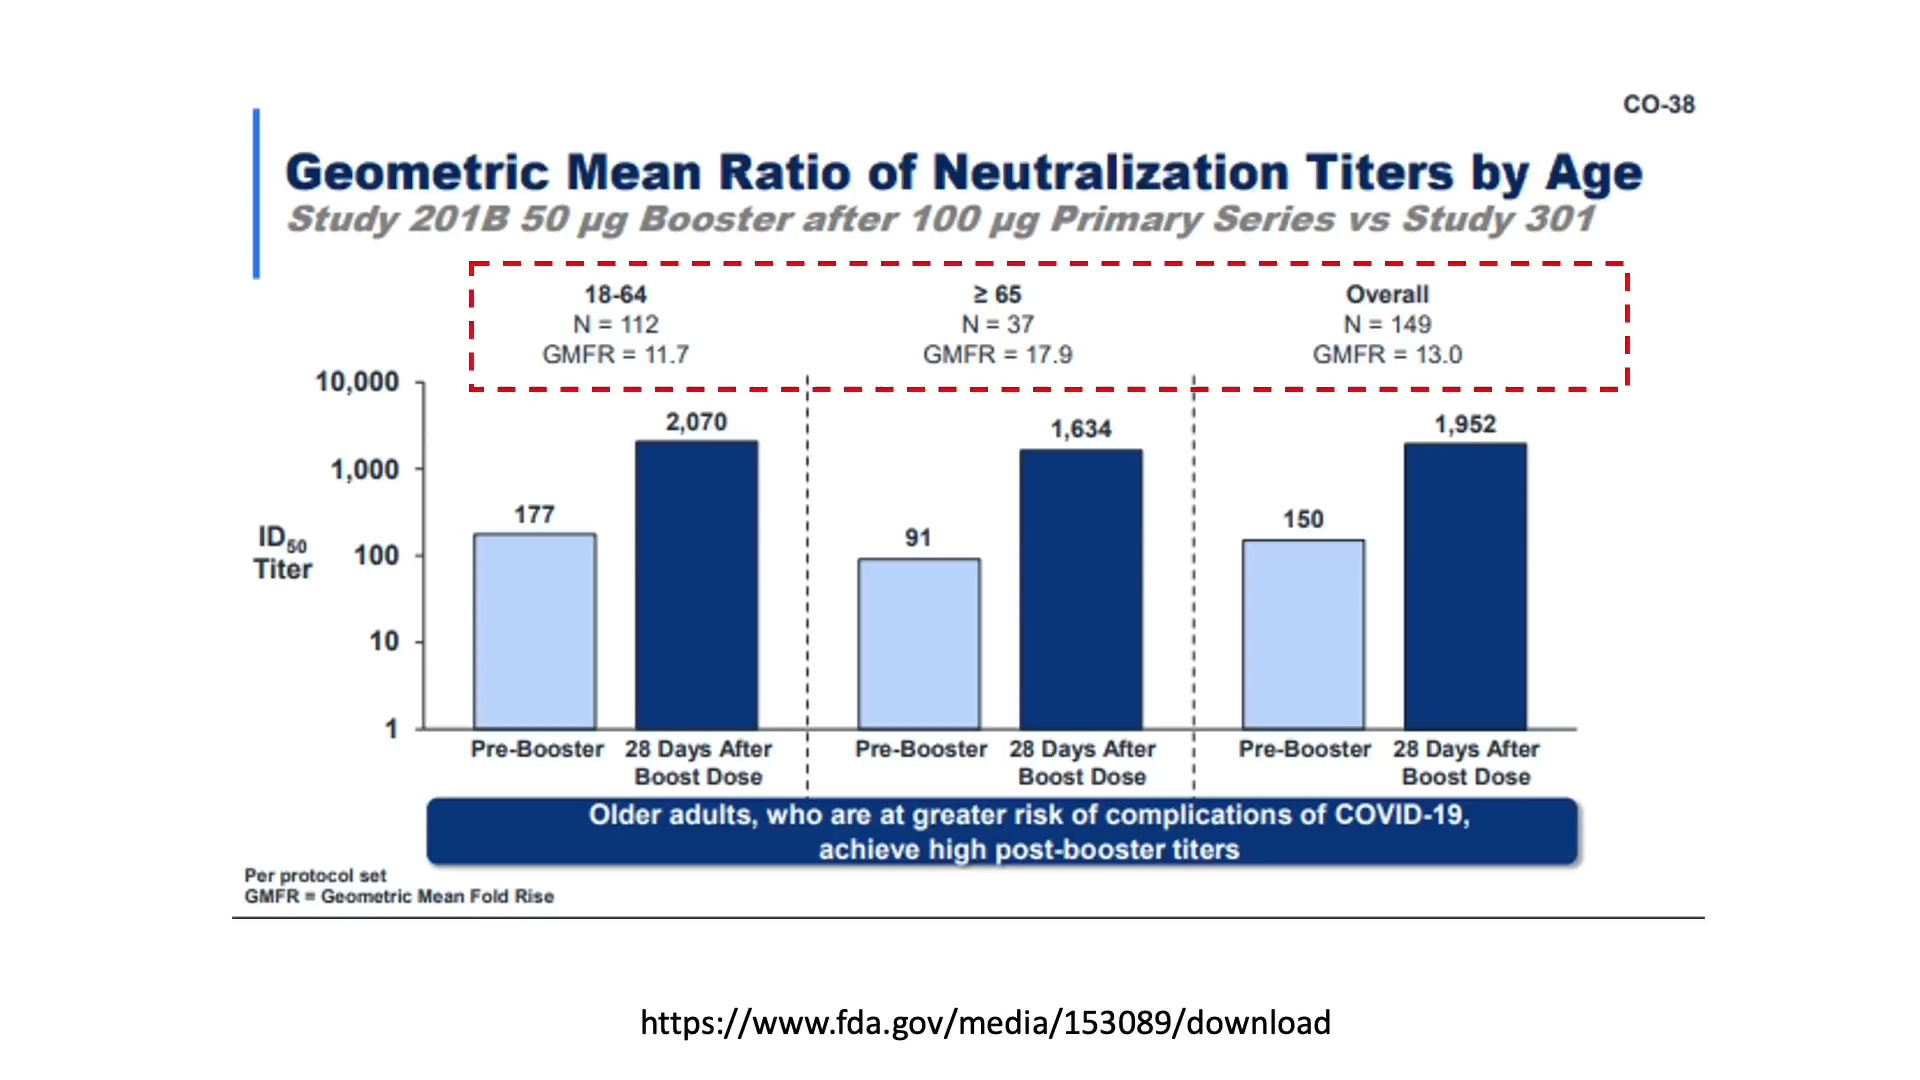 CO-38
Geometric Mean Ratio of Neutralization Titers by Age
Study 201B 50 µg Booster after 100 µg Primary Series vs Study 301
18-64
N = 112
GMFR = 11.7
≥ 65
N = 37
GMFR = 17.9
Overall
N = 149
GMFR = 13.0
ID50
Titer
10,000
1,000
100
10
1
177
2,070
91
1,634
150
1,952
Pre-Booster
28 Days After
Boost Dose
Pre-Booster
28 Days After
Boost Dose
Pre-Booster
28 Days After
Boost Dose
Older adults, who are at greater risk of complications of COVID-19,
achieve high post-booster titers
Per protocol set
GMFR = Geometric Mean Fold Rise
https://www.fda.gov/media/153089/download